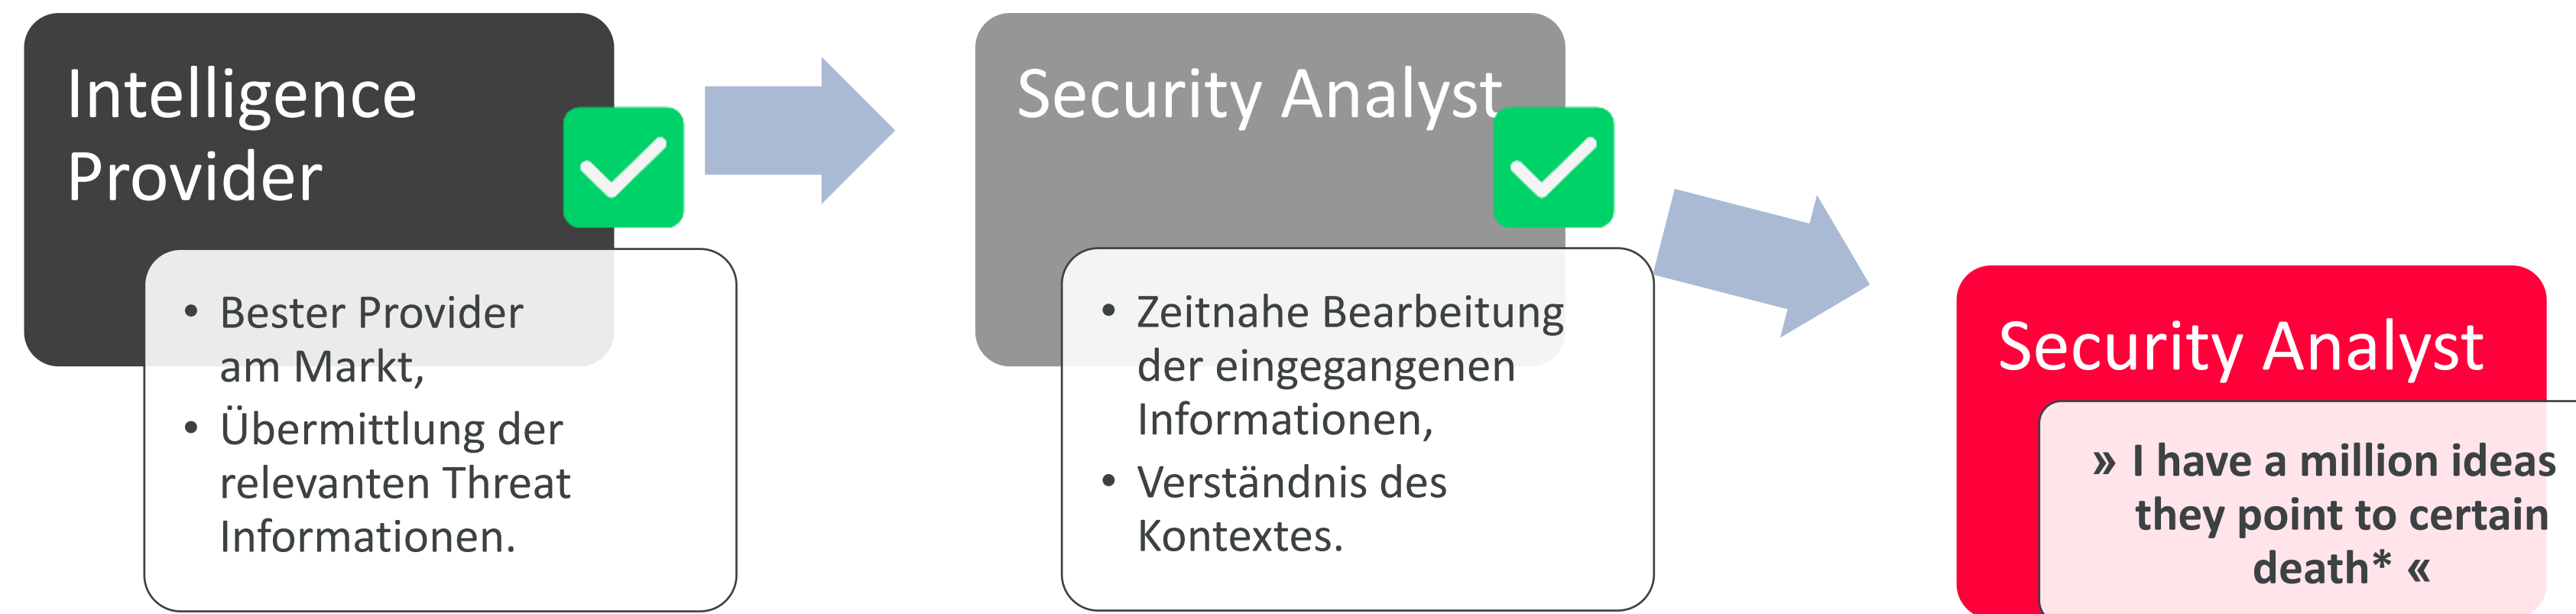 Intelligence
Provider
• Bester Provider
am Markt,
• Übermittlung der
relevanten Threat
Informationen.
Security Analyst
• Zeitnahe Bearbeitung
der eingegangenen
Informationen,
• Verständnis des
Kontextes.
Security Analyst
» I have a million ideas
they point to certain
death* «